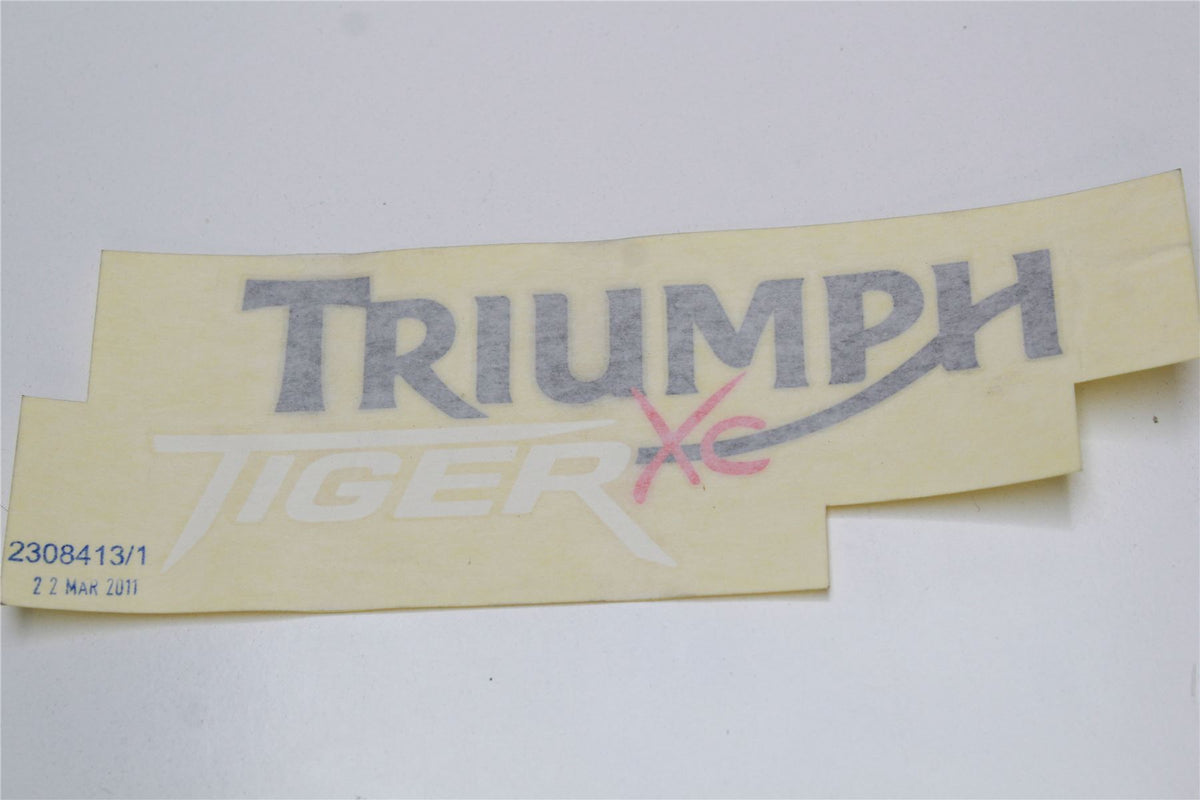 TRIUMPH
TIGER XC
2308413/1
22 MAR 2011